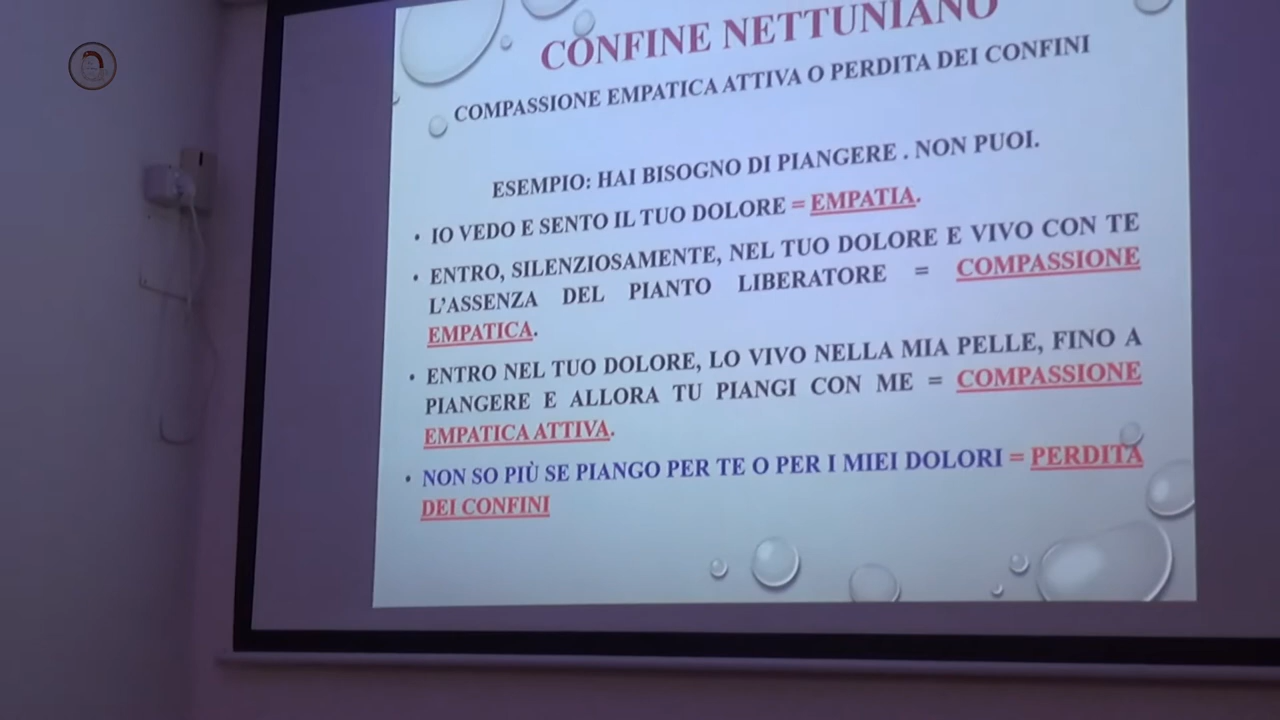 CONFINE NETTUNIANO
COMPASSIONE EMPATICA ATTIVA O PERDITA DEI CONFINI
ESEMPIO: HAI BISOGNO DI PIANGERE . NON PUOI.
• IO VEDO E SENTO IL TUO DOLORE = EMPATIA.
• ENTRO, SILENZIOSAMENTE, NEL TUO DOLORE E VIVO CON TE
L'ASSENZA DEL PIANTO LIBERATORE = COMPASSIONE
EMPATICA.
• ENTRO NEL TUO DOLORE, LO VIVO NELLA MIA PELLE, FINO A
PIANGERE E ALLORA TU PIANGI CON ME = COMPASSIONE
EMPATICA ATTIVA.
• NON SO PIÙ SE PIANGO PER TE O PER I MIEI DOLORI = PERDITA
DEI CONFINI